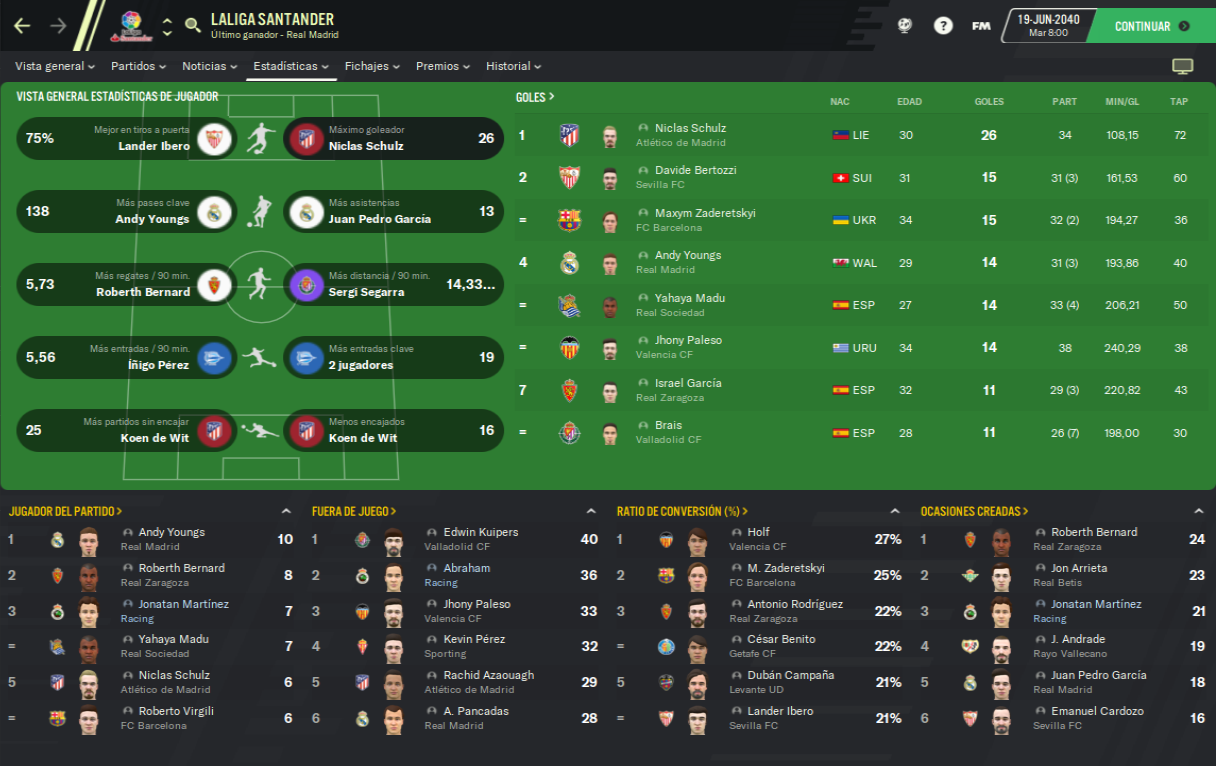 LALIGA SANTANDER
Último ganador - Real Madrid
FM
19-JUN-2040
Mar 8:00
CONTINUAR
Vista general Partidos Noticias Estadísticas Fichajes Premios Historial
VISTA GENERAL ESTADÍSTICAS DE JUGADOR
75% Mejor en tiros a puerta Lander Ibero
Máximo goleador Niclas Schulz 26
138 Más pases clave Andy Youngs
Más asistencias Juan Pedro García 13
5,73 Más regates / 90 min. Roberth Bernard
Más distancia / 90 min. Sergi Segarra 14,33...
5,56 Más entradas / 90 min. Íñigo Pérez
Más entradas clave 2 jugadores 19
25 Más partidos sin encajar Koen de Wit
Menos encajados Koen de Wit 16
GOLES > NAC EDAD GOLES PART MIN/GL TAP
1 Niclas Schulz LIE 30 26 34 108,15 72
Atlético de Madrid
2 Davide Bertozzi SUI 31 15 31 (3) 161,53 60
Sevilla FC
= Maxym Zaderetskyi UKR 34 15 32 (2) 194,27 36
FC Barcelona
4 Andy Youngs WAL 29 14 31 (3) 193,86 40
Real Madrid
= Yahaya Madu ESP 27 14 33 (4) 206,21 50
Real Sociedad
= Jhony Paleso URU 34 14 38 240,29 38
Valencia CF
7 Israel García ESP 32 11 29 (3) 220,82 43
Real Zaragoza
= Brais ESP 28 11 26 (7) 198,00 30
Valladolid CF
JUGADOR DEL PARTIDO >
1 Andy Youngs 10
Real Madrid
2 Roberth Bernard 8
Real Zaragoza
3 Jonatan Martínez 7
Racing
= Yahaya Madu 7
Real Sociedad
5 Niclas Schulz 6
Atlético de Madrid
= Roberto Virgili 6
FC Barcelona
FUERA DE JUEGO >
1 Edwin Kuipers 40
Valladolid CF
2 Abraham 36
Racing
3 Jhony Paleso 33
Valencia CF
4 Kevin Pérez 32
Sporting
5 Rachid Azaouagh 29
Atlético de Madrid
6 A. Pancadas 28
Real Madrid
RATIO DE CONVERSIÓN (%) >
1 Holf 27%
Valencia CF
2 M. Zaderetskyi 25%
FC Barcelona
3 Antonio Rodríguez 22%
Real Zaragoza
= César Benito 22%
Getafe CF
5 Dubán Campaña 21%
Levante UD
= Lander Ibero 21%
Sevilla FC
OCASIONES CREADAS >
1 Roberth Bernard 24
Real Zaragoza
2 Jon Arrieta 23
Real Betis
3 Jonatan Martínez 21
Racing
4 J. Andrade 19
Rayo Vallecano
5 Juan Pedro García 18
Real Madrid
6 Emanuel Cardozo 16
Sevilla FC